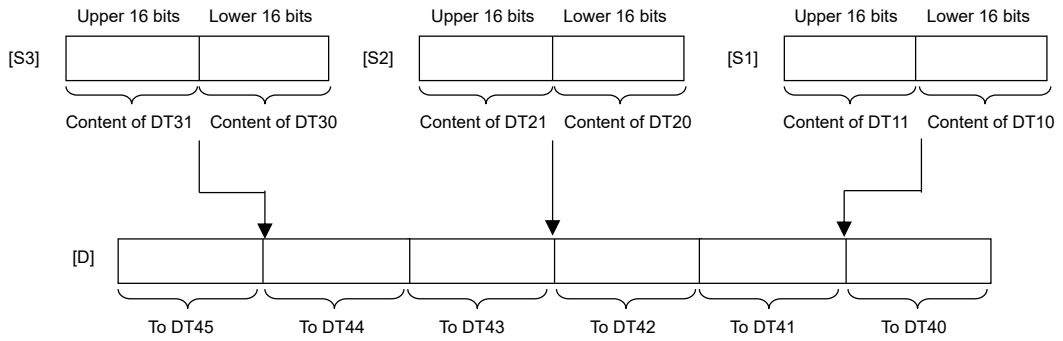 Upper 16 bits Lower 16 bits Upper 16 bits Lower 16 bits Upper 16 bits Lower 16 bits
[S3] [S2] [S1]
Content of DT31 Content of DT30 Content of DT21 Content of DT20 Content of DT11 Content of DT10
[D]
To DT45 To DT44 To DT43 To DT42 To DT41 To DT40